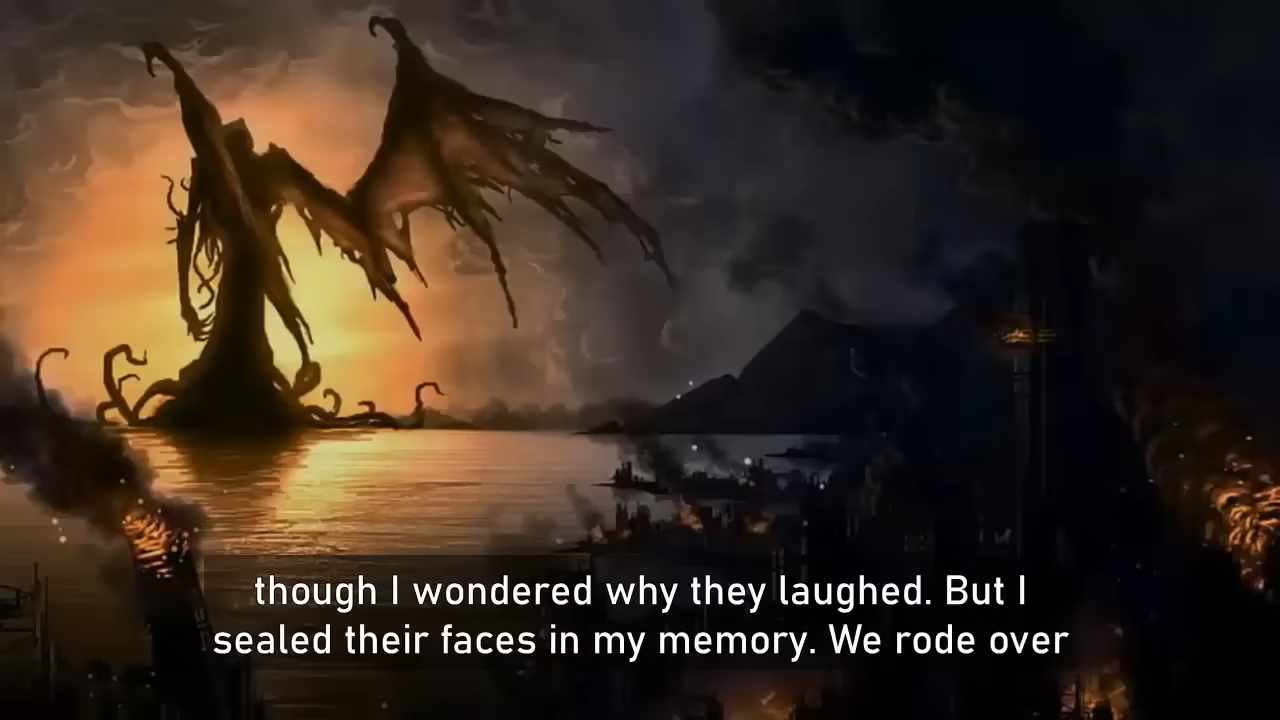 though I wondered why they laughed. But I
sealed their faces in my memory. We rode over